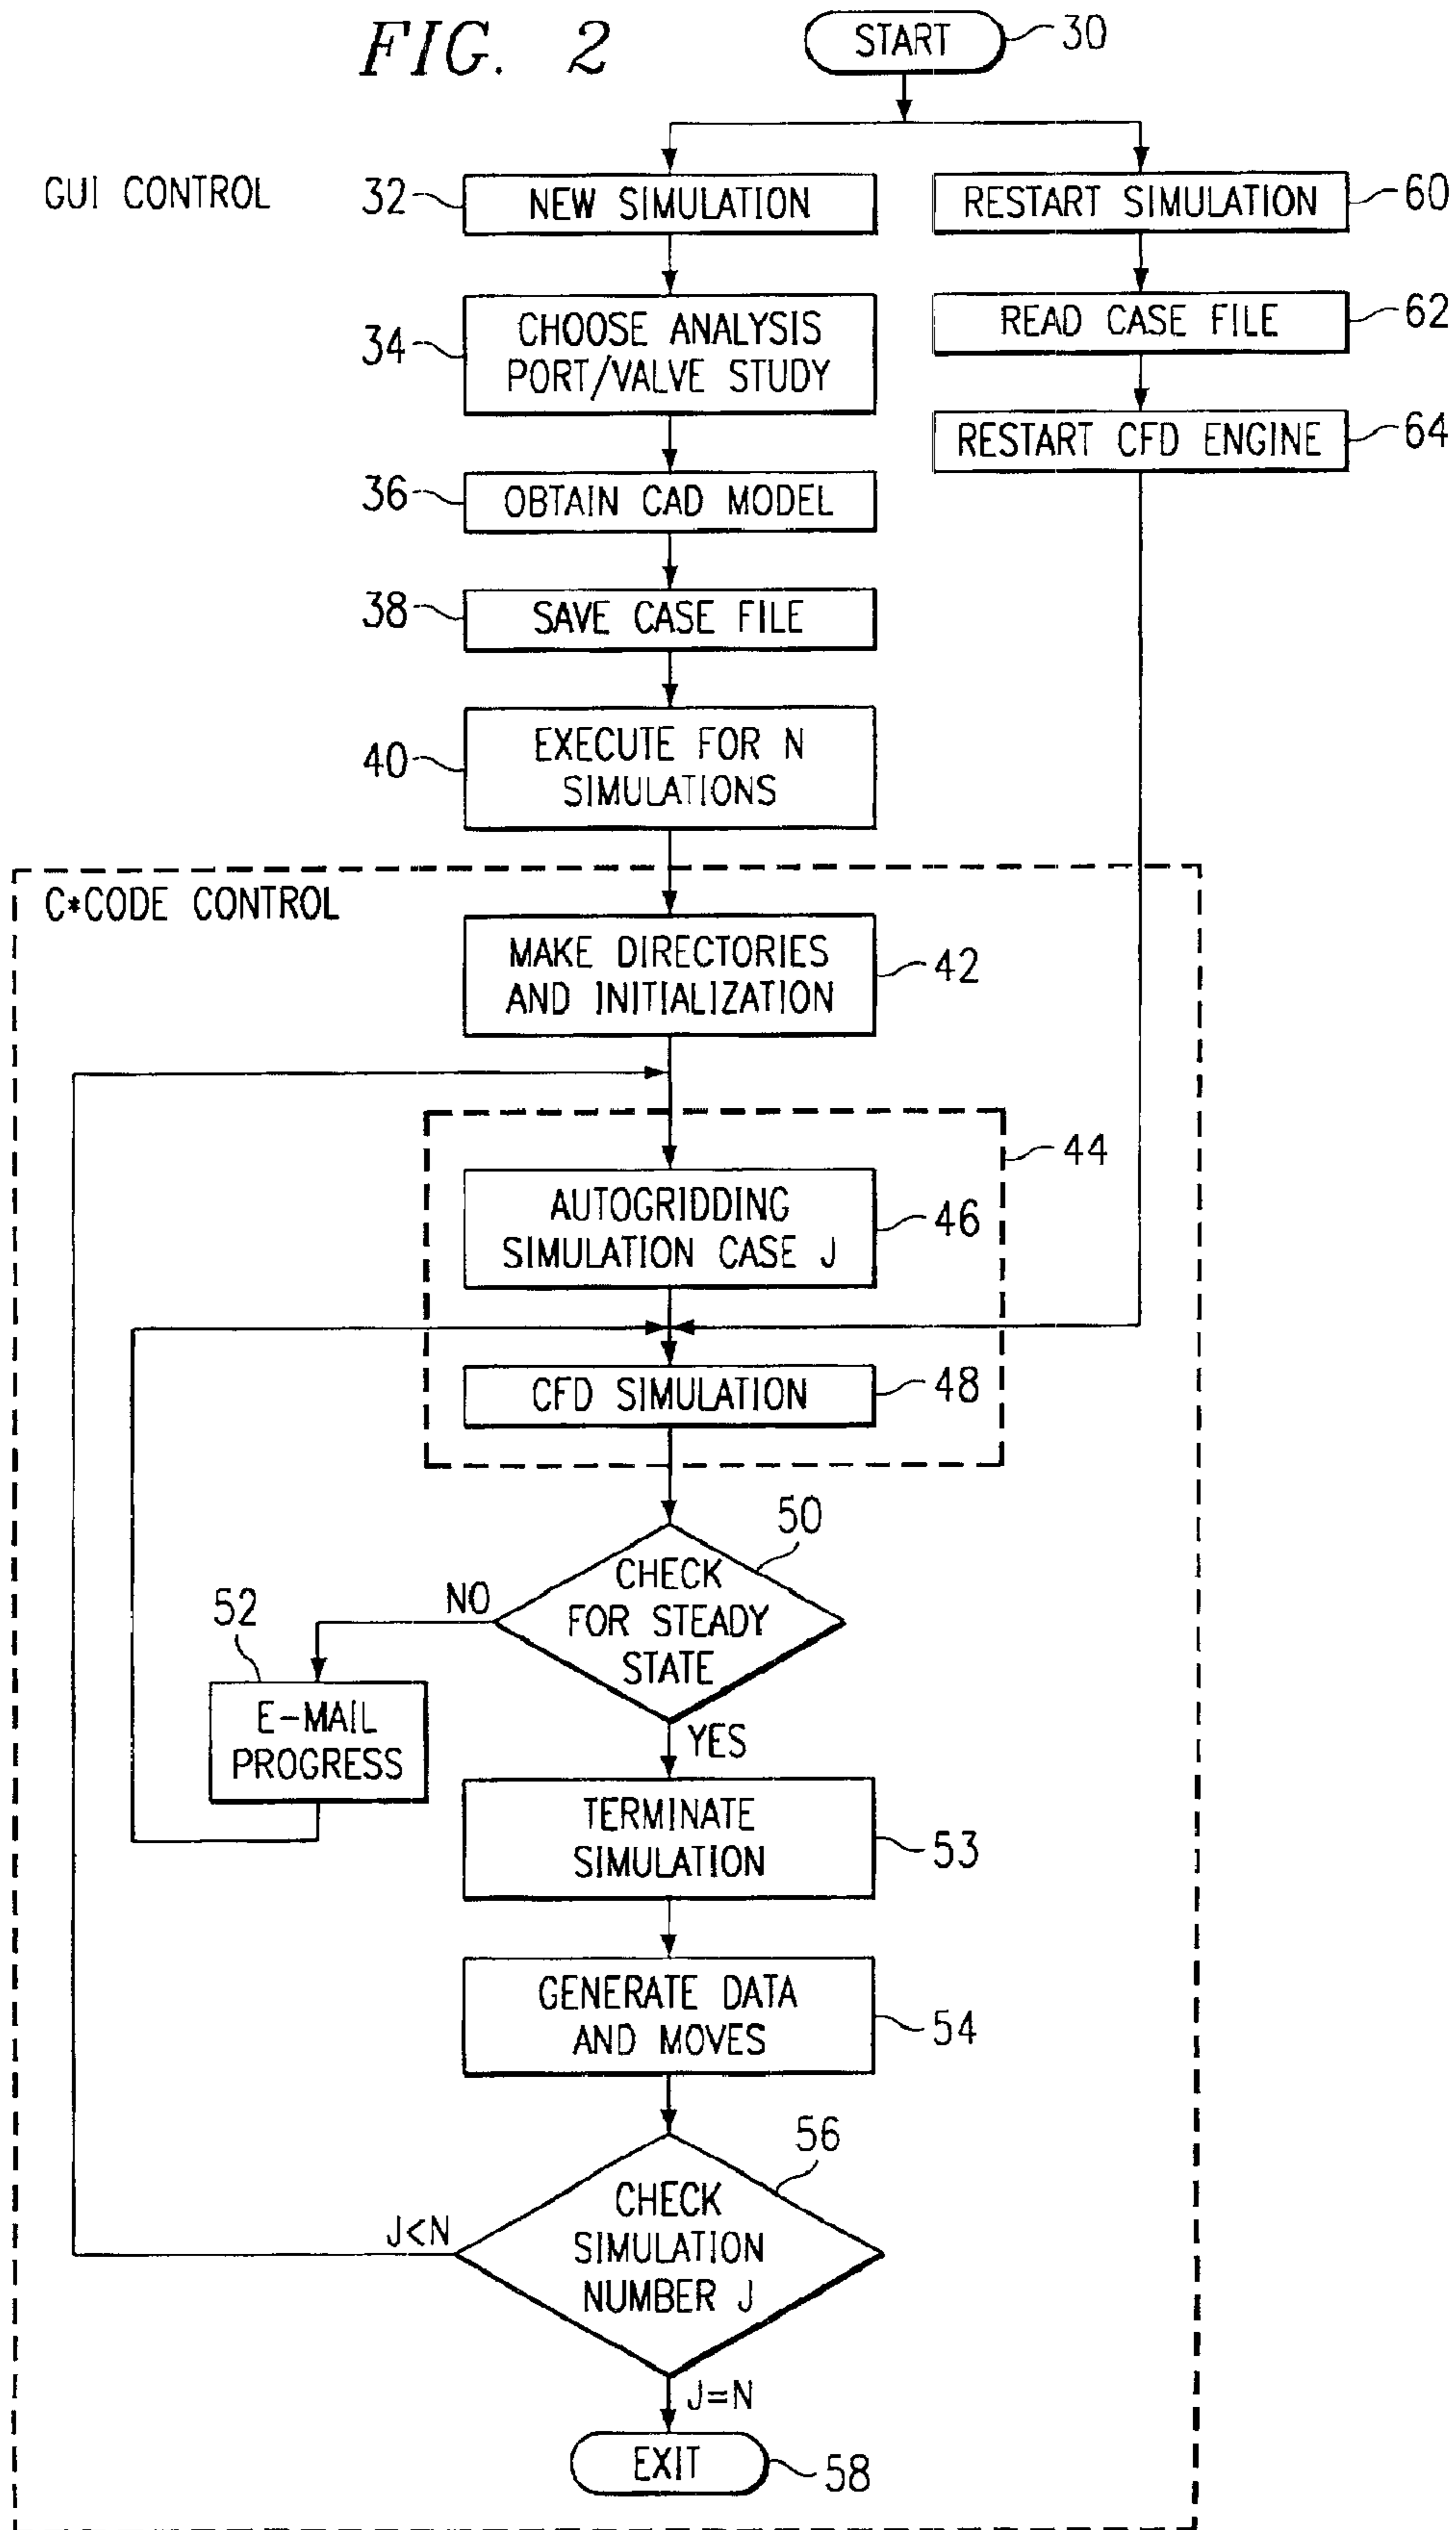 FIG. 2
START
30
GUI CONTROL
32
NEW SIMULATION
RESTART SIMULATION
60
34
CHOOSE ANALYSIS
PORT/VALVE STUDY
READ CASE FILE
62
RESTART CFD ENGINE
64
36
OBTAIN CAD MODEL
38
SAVE CASE FILE
40
EXECUTE FOR N
SIMULATIONS
C*CODE CONTROL
MAKE DIRECTORIES
AND INITIALIZATION
42
44
AUTOGRIDDING
SIMULATION CASE J
46
CFD SIMULATION
48
50
CHECK
FOR STEADY
STATE
NO
52
E-MAIL
PROGRESS
YES
TERMINATE
SIMULATION
53
GENERATE DATA
AND MOVES
54
56
CHECK
SIMULATION
NUMBER J
J<N
J=N
EXIT
58